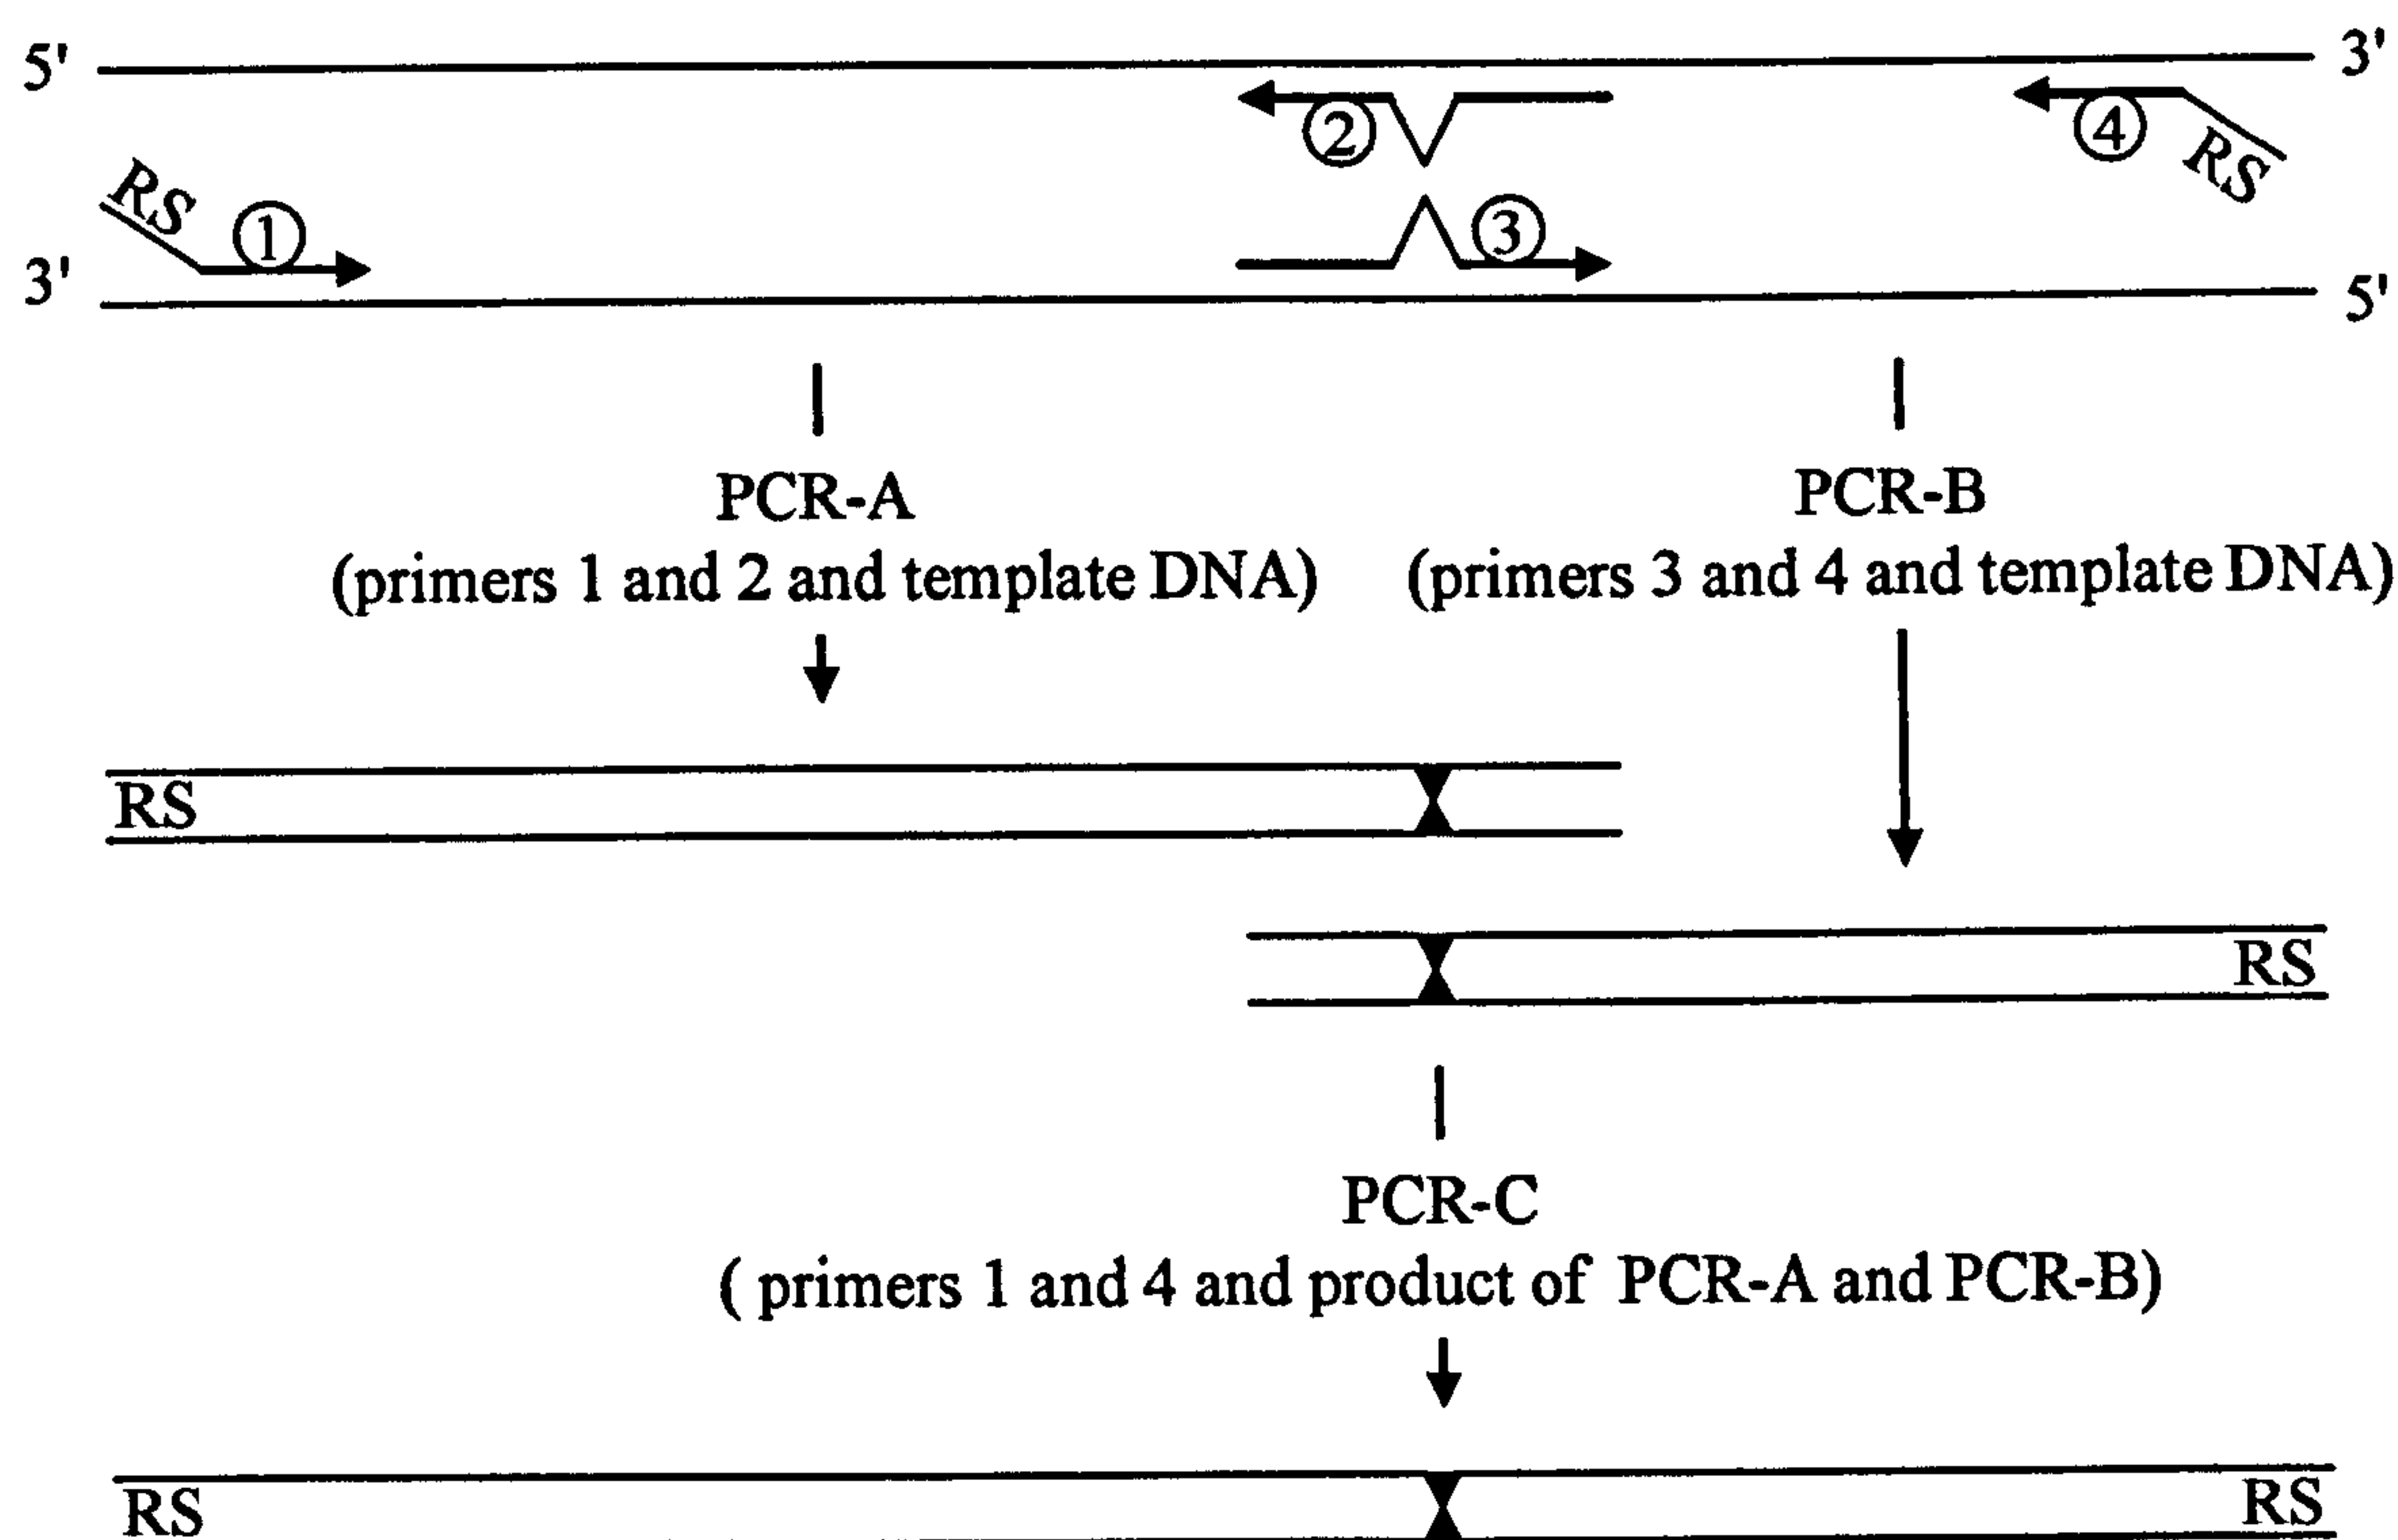 5' 3'
② ④
RS
RS ① ③
3' 5'
PCR-A PCR-B
(primers 1 and 2 and template DNA) (primers 3 and 4 and template DNA)
RS
RS
PCR-C
( primers 1 and 4 and product of PCR-A and PCR-B)
RS RS